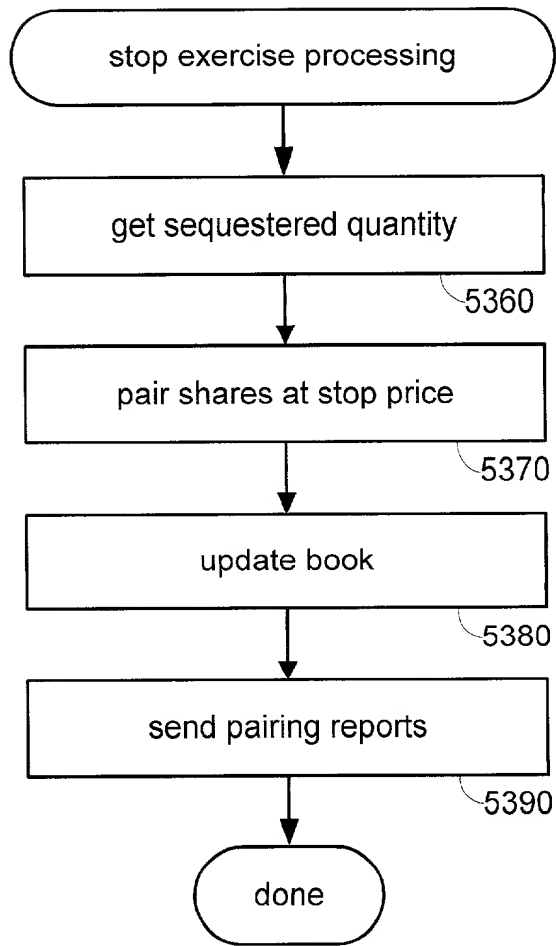 stop exercise processing
get sequestered quantity
5360
pair shares at stop price
5370
update book
5380
send pairing reports
5390
done